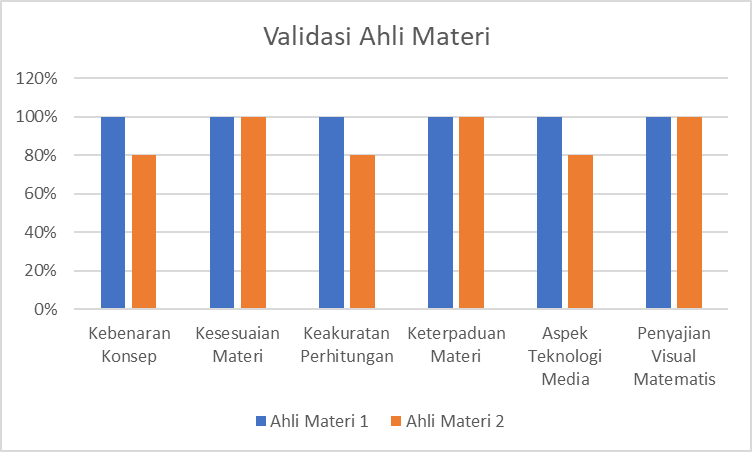 Validasi Ahli Materi
120%
100%
80%
60%
40%
20%
0%
Kebenaran
Konsep
Kesesuaian
Materi
Keakuratan
Perhitungan
Keterpaduan
Materi
Aspek
Teknologi
Media
Penyajian
Visual
Matematis
Ahli Materi 1
Ahli Materi 2